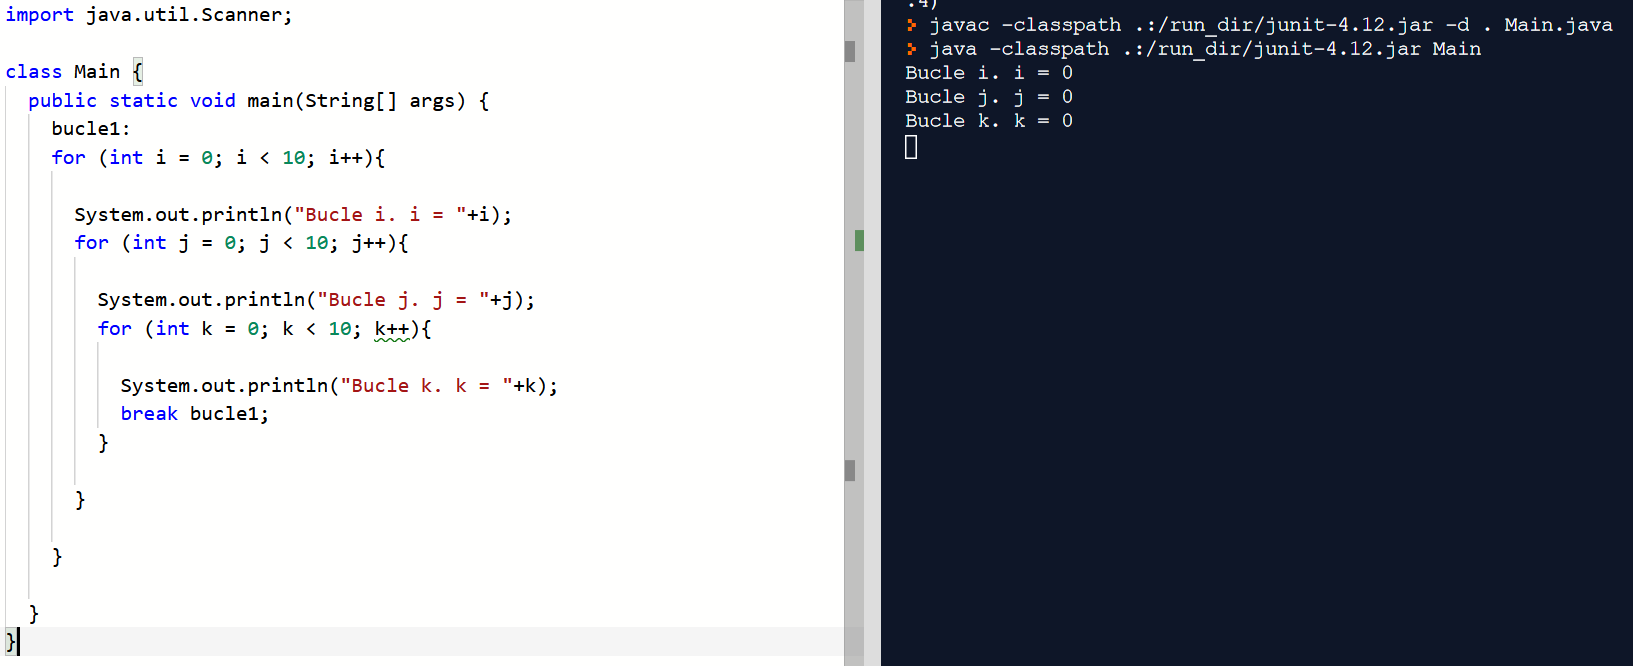 import java.util.Scanner;
class Main {
public static void main(String[] args) {
bucle1:
for (int i = 0; i < 10; i++){
System.out.println("Bucle i. i = "+i);
for (int j = 0; j < 10; j++){
System.out.println("Bucle j. j = "+j);
for (int k = 0; k < 10; k++){
System.out.println("Bucle k. k = "+k);
break bucle1;
}
}
}
}
}
.4)
> javac -classpath .:/run_dir/junit-4.12.jar -d . Main.java
> java -classpath .:/run_dir/junit-4.12.jar Main
Bucle i. i = 0
Bucle j. j = 0
Bucle k. k = 0